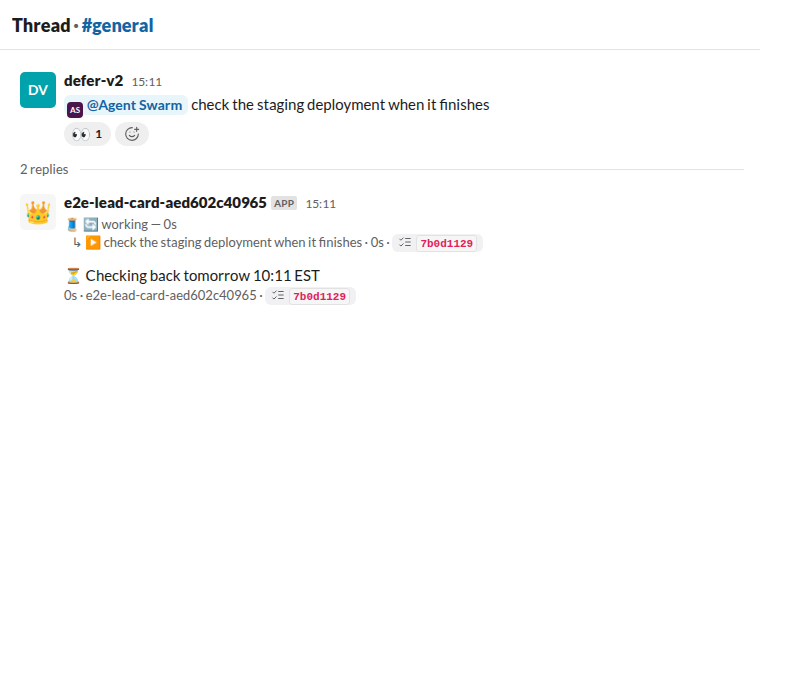 Thread · #general
DV
defer-v2 15:11
AS @Agent Swarm check the staging deployment when it finishes
👀 1
2 replies
e2e-lead-card-aed602c40965 APP 15:11
🧵 🔄 working — 0s
↳ ▶️ check the staging deployment when it finishes · 0s · 7b0d1129
⏳ Checking back tomorrow 10:11 EST
0s · e2e-lead-card-aed602c40965 · 7b0d1129